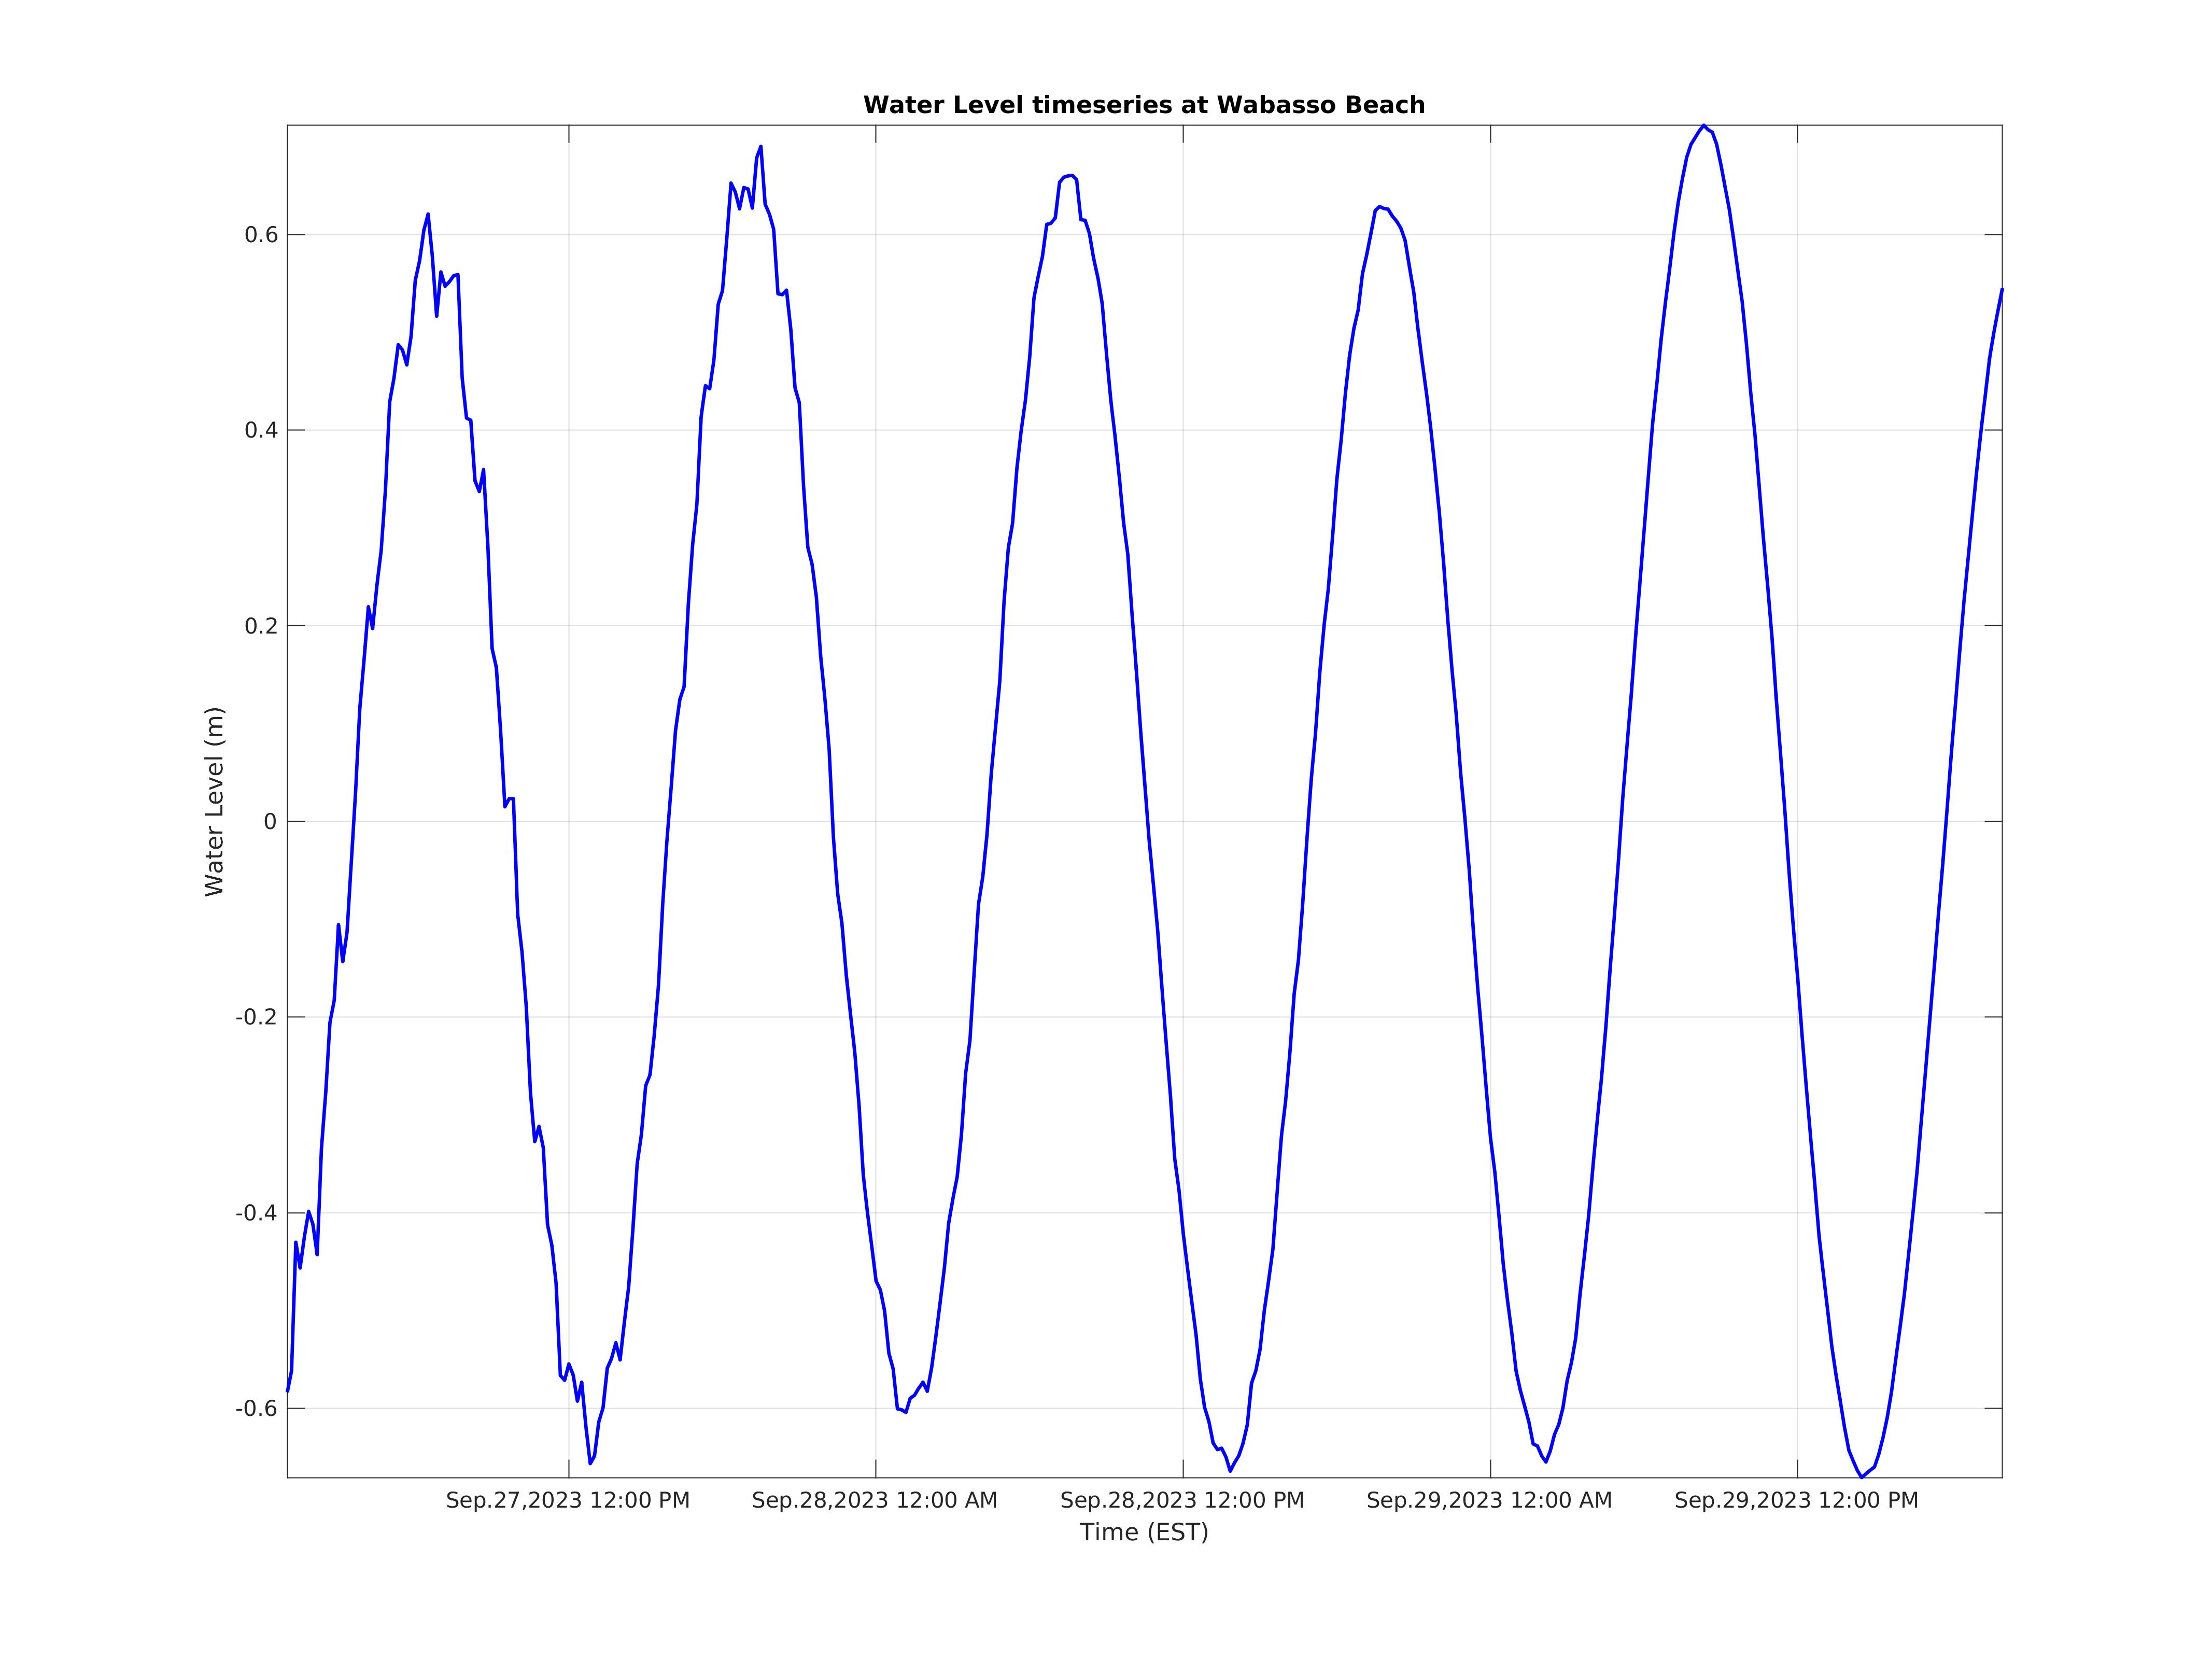 Water Level timeseries at Wabasso Beach
0.6
0.4
0.2
0
-0.2
-0.4
-0.6
Water Level (m)
Sep.27,2023 12:00 PM Sep.28,2023 12:00 AM Sep.28,2023 12:00 PM Sep.29,2023 12:00 AM Sep.29,2023 12:00 PM
Time (EST)